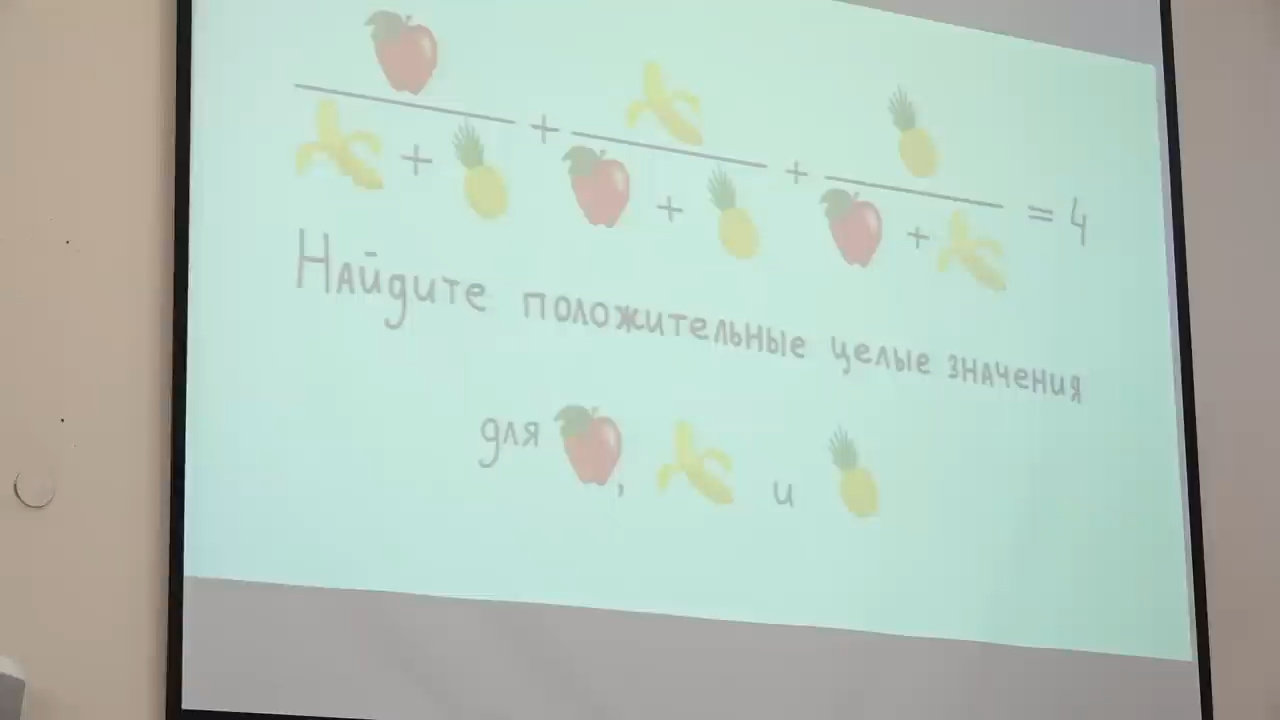 + + = 4
+ + +
Найдите положительные целые значения
для , и